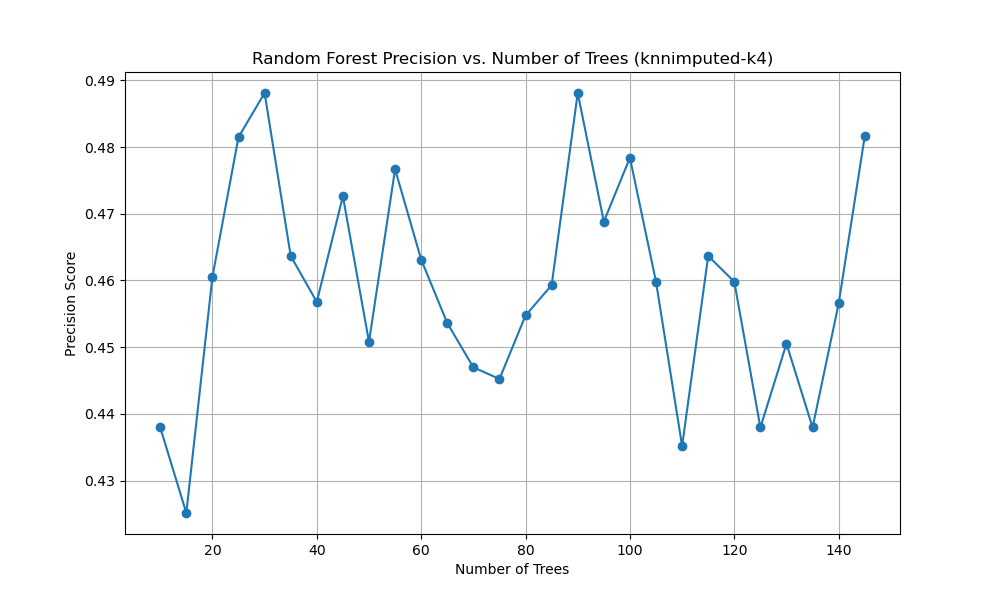 Random Forest Precision vs. Number of Trees (knnimputed-k4)
0.49
0.48
0.47
0.46
0.45
0.44
0.43
Precision Score
20 40 60 80 100 120 140
Number of Trees